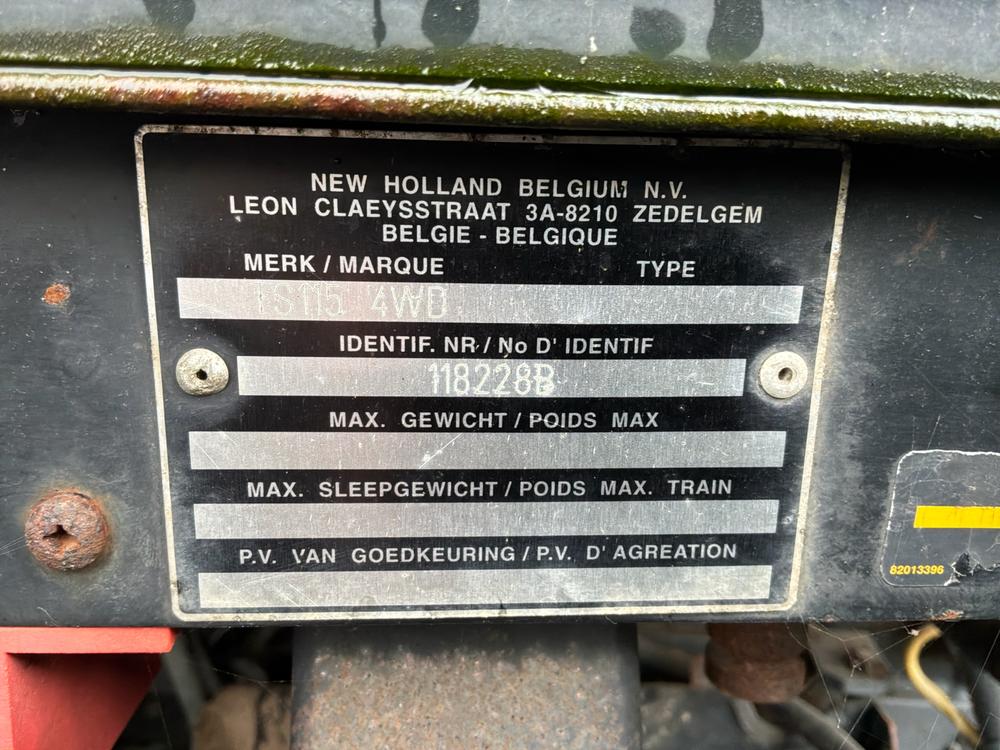 NEW HOLLAND BELGIUM N.V.
LEON CLAEYSSTRAAT 3A-8210 ZEDELGEM
BELGIE - BELGIQUE
MERK / MARQUE TYPE
TS115 4WD
IDENTIF. NR / No D' IDENTIF
118228B
MAX. GEWICHT / POIDS MAX
MAX. SLEEPGEWICHT / POIDS MAX. TRAIN
P.V. VAN GOEDKEURING / P.V. D' AGREATION
82013396